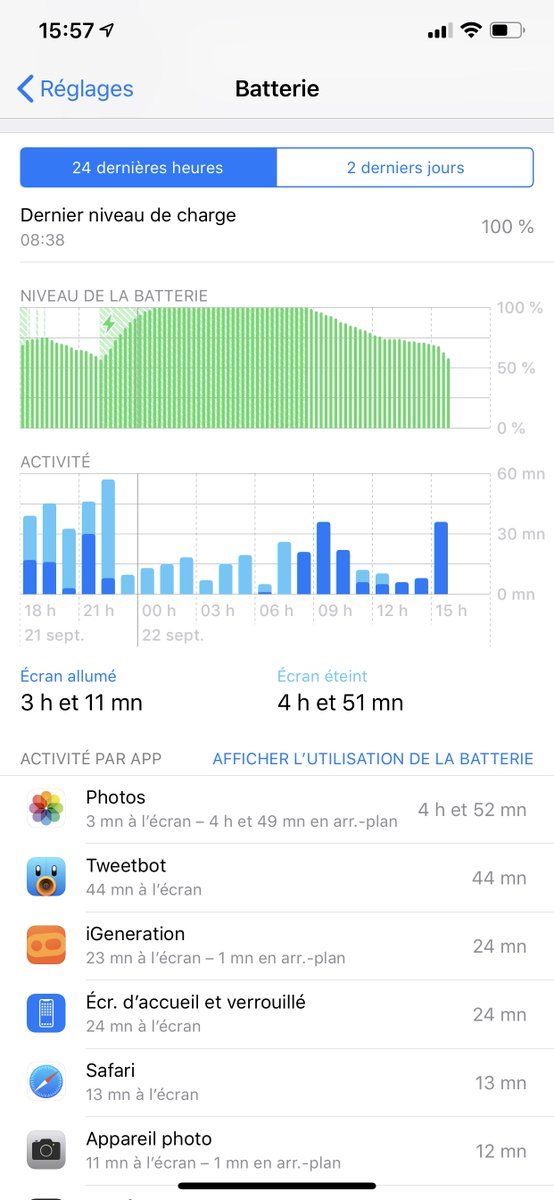 15:57
Réglages
Batterie
24 dernières heures
2 derniers jours
Dernier niveau de charge
08:38
100 %
NIVEAU DE LA BATTERIE
100 %
50 %
0 %
ACTIVITÉ
60 mn
30 mn
0 mn
18 h 21 h 00 h 03 h 06 h 09 h 12 h 15 h
21 sept. 22 sept.
Écran allumé
3 h et 11 mn
Écran éteint
4 h et 51 mn
ACTIVITÉ PAR APP
AFFICHER L’UTILISATION DE LA BATTERIE
Photos
3 mn à l’écran – 4 h et 49 mn en arr.-plan
4 h et 52 mn
Tweetbot
44 mn à l’écran
44 mn
iGeneration
23 mn à l’écran – 1 mn en arr.-plan
24 mn
Écr. d’accueil et verrouillé
24 mn à l’écran
24 mn
Safari
13 mn à l’écran
13 mn
Appareil photo
11 mn à l’écran – 1 mn en arr.-plan
12 mn